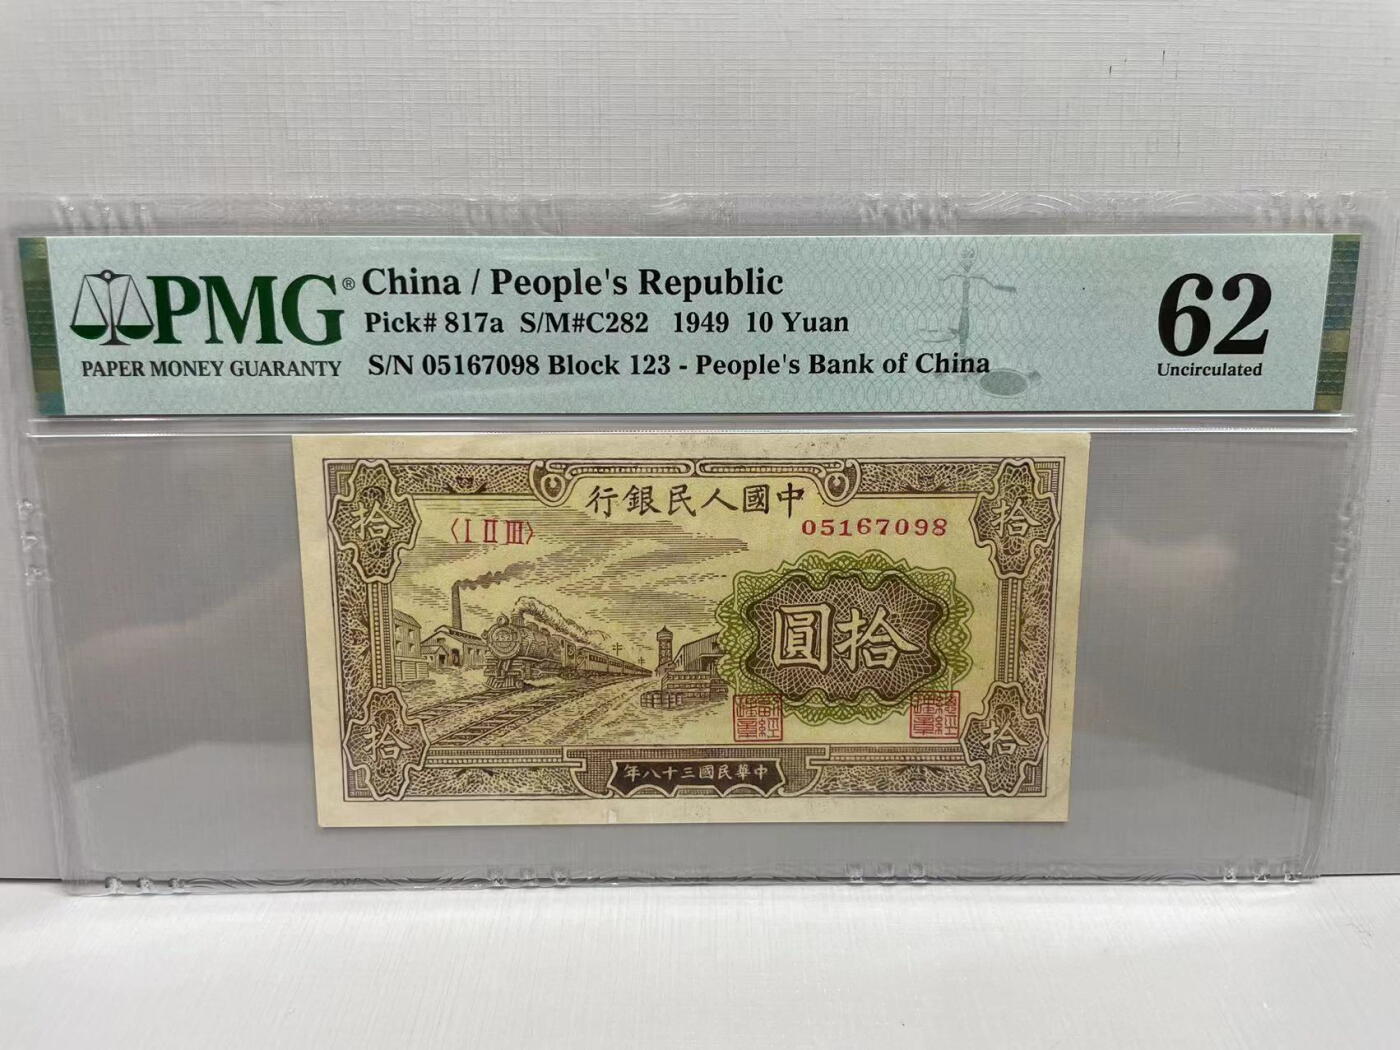 PMG®
PAPER MONEY GUARANTY
China / People's Republic
Pick# 817a S/M#C282 1949 10 Yuan
S/N 05167098 Block 123 - People's Bank of China
62
Uncirculated
行銀民人國中
〈I II III〉
05167098
拾
拾
圓拾
拾
拾
年八十三國民華中